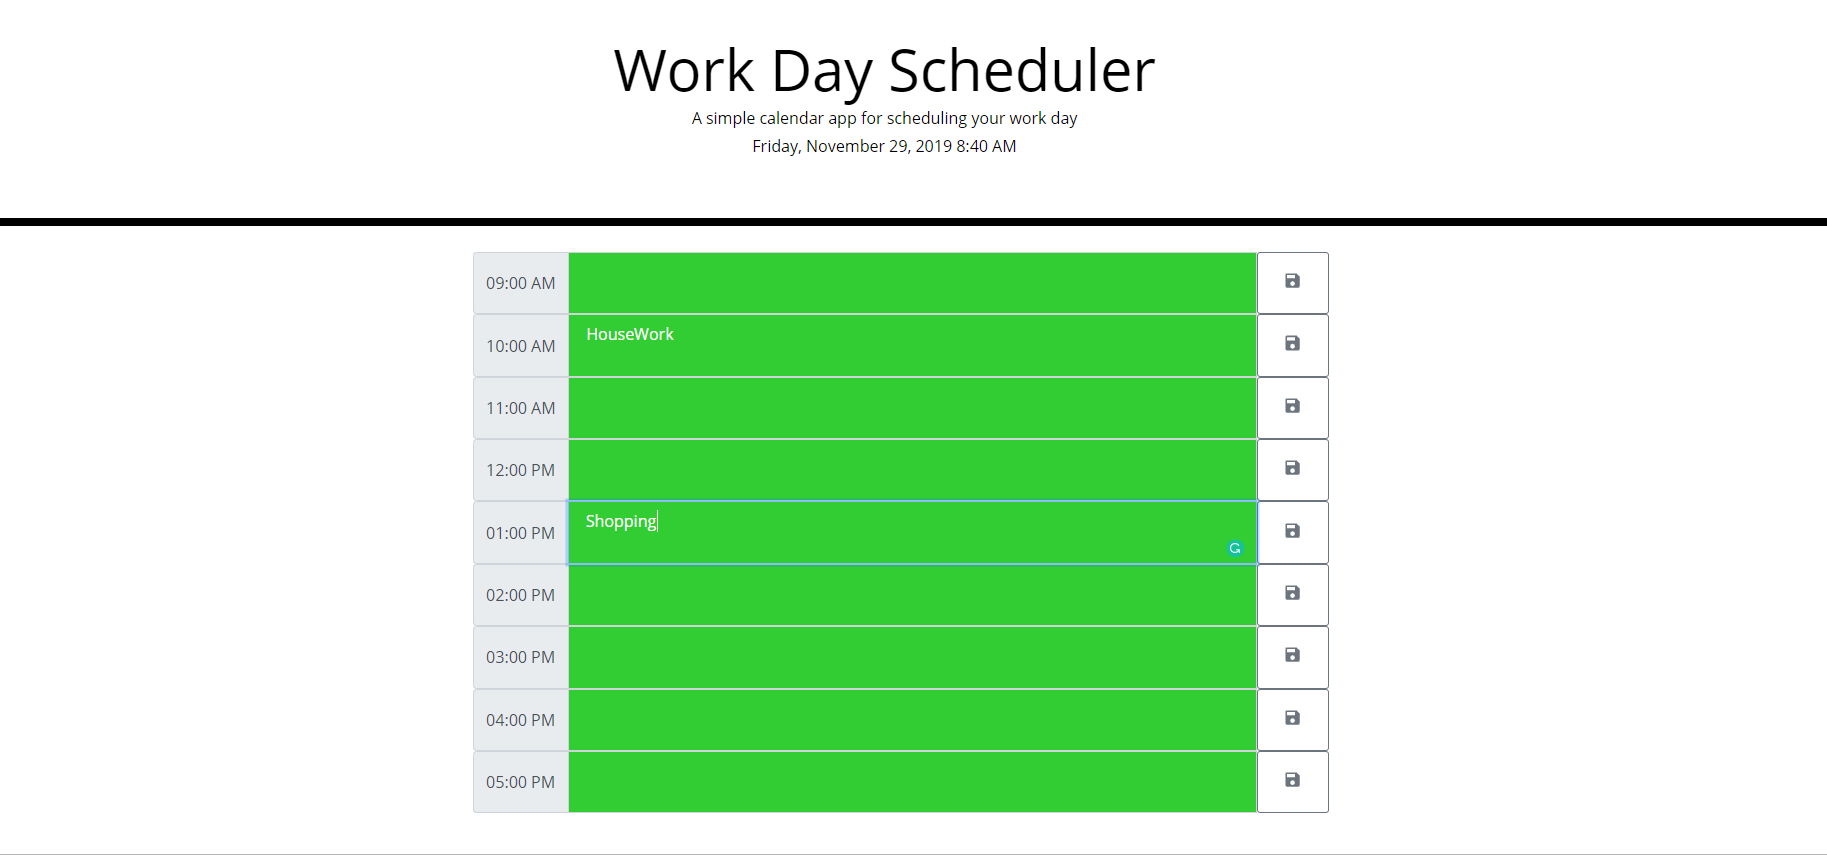 Work Day Scheduler
A simple calendar app for scheduling your work day
Friday, November 29, 2019 8:40 AM
09:00 AM
10:00 AM HouseWork
11:00 AM
12:00 PM
01:00 PM Shopping
02:00 PM
03:00 PM
04:00 PM
05:00 PM